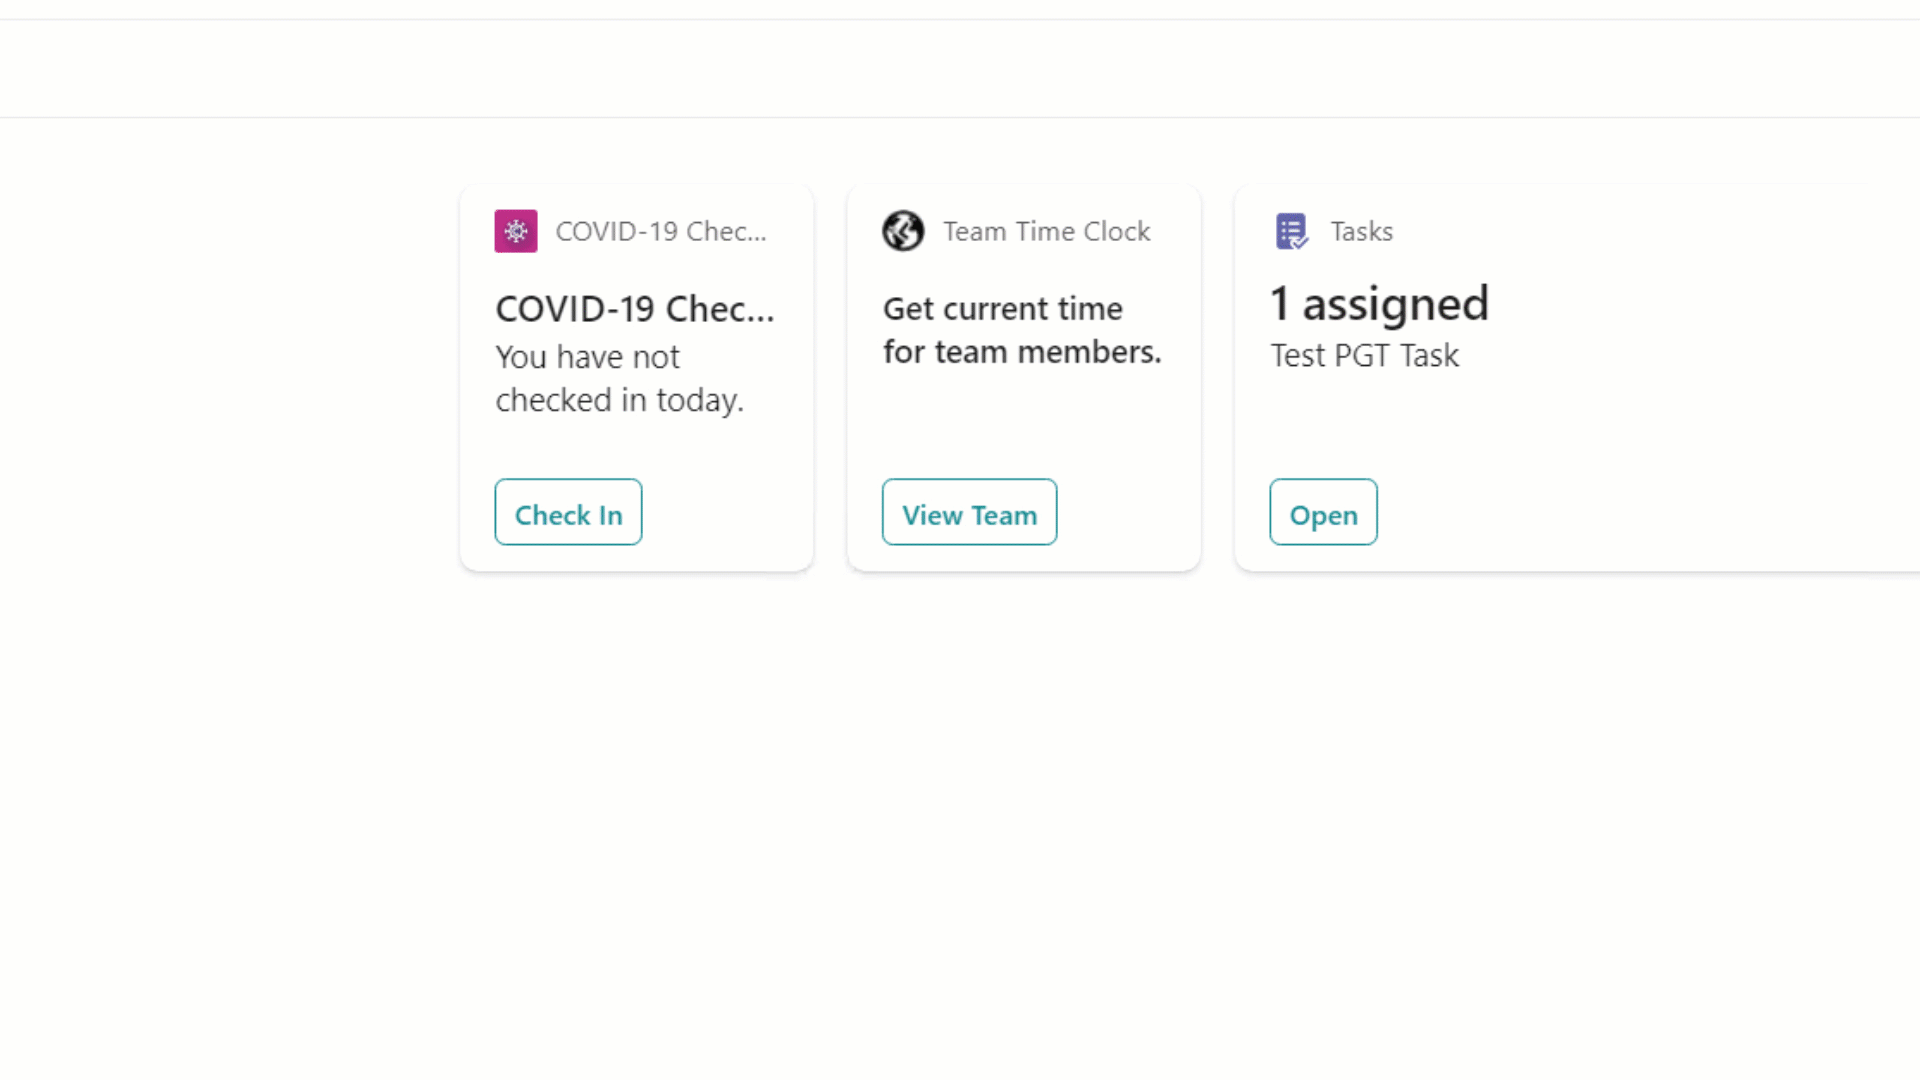 COVID-19 Chec...
COVID-19 Chec...
You have not
checked in today.
Check In
Team Time Clock
Get current time
for team members.
View Team
Tasks
1 assigned
Test PGT Task
Open